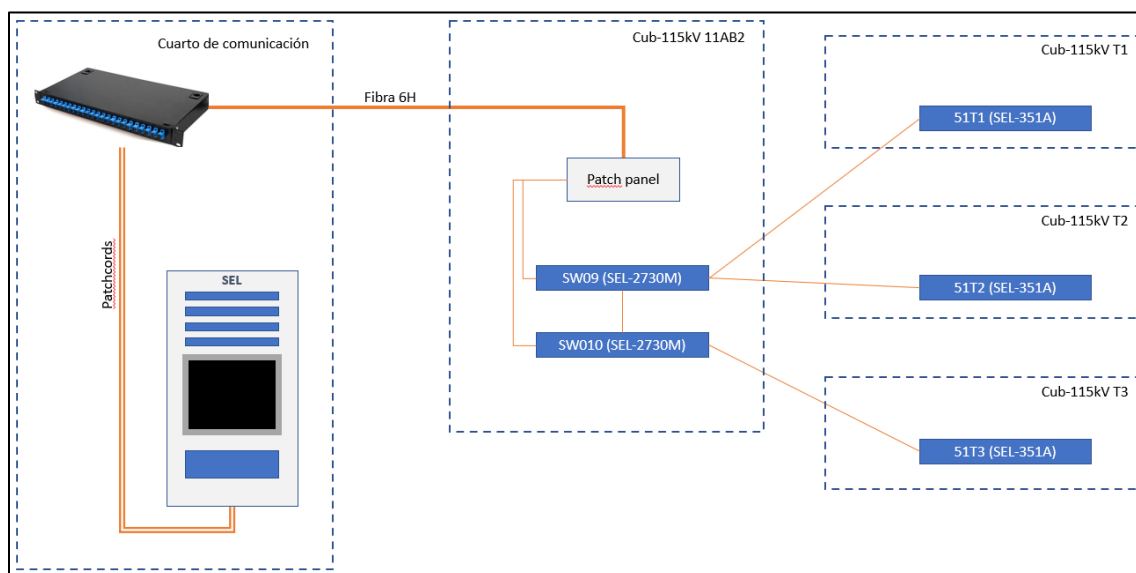 Cuarto de comunicación
Cub-115kV 11AB2
Cub-115kV T1
Fibra 6H
51T1 (SEL-351A)
Patch panel
Cub-115kV T2
Patchcords
SEL
SW09 (SEL-2730M)
51T2 (SEL-351A)
SW010 (SEL-2730M)
Cub-115kV T3
51T3 (SEL-351A)